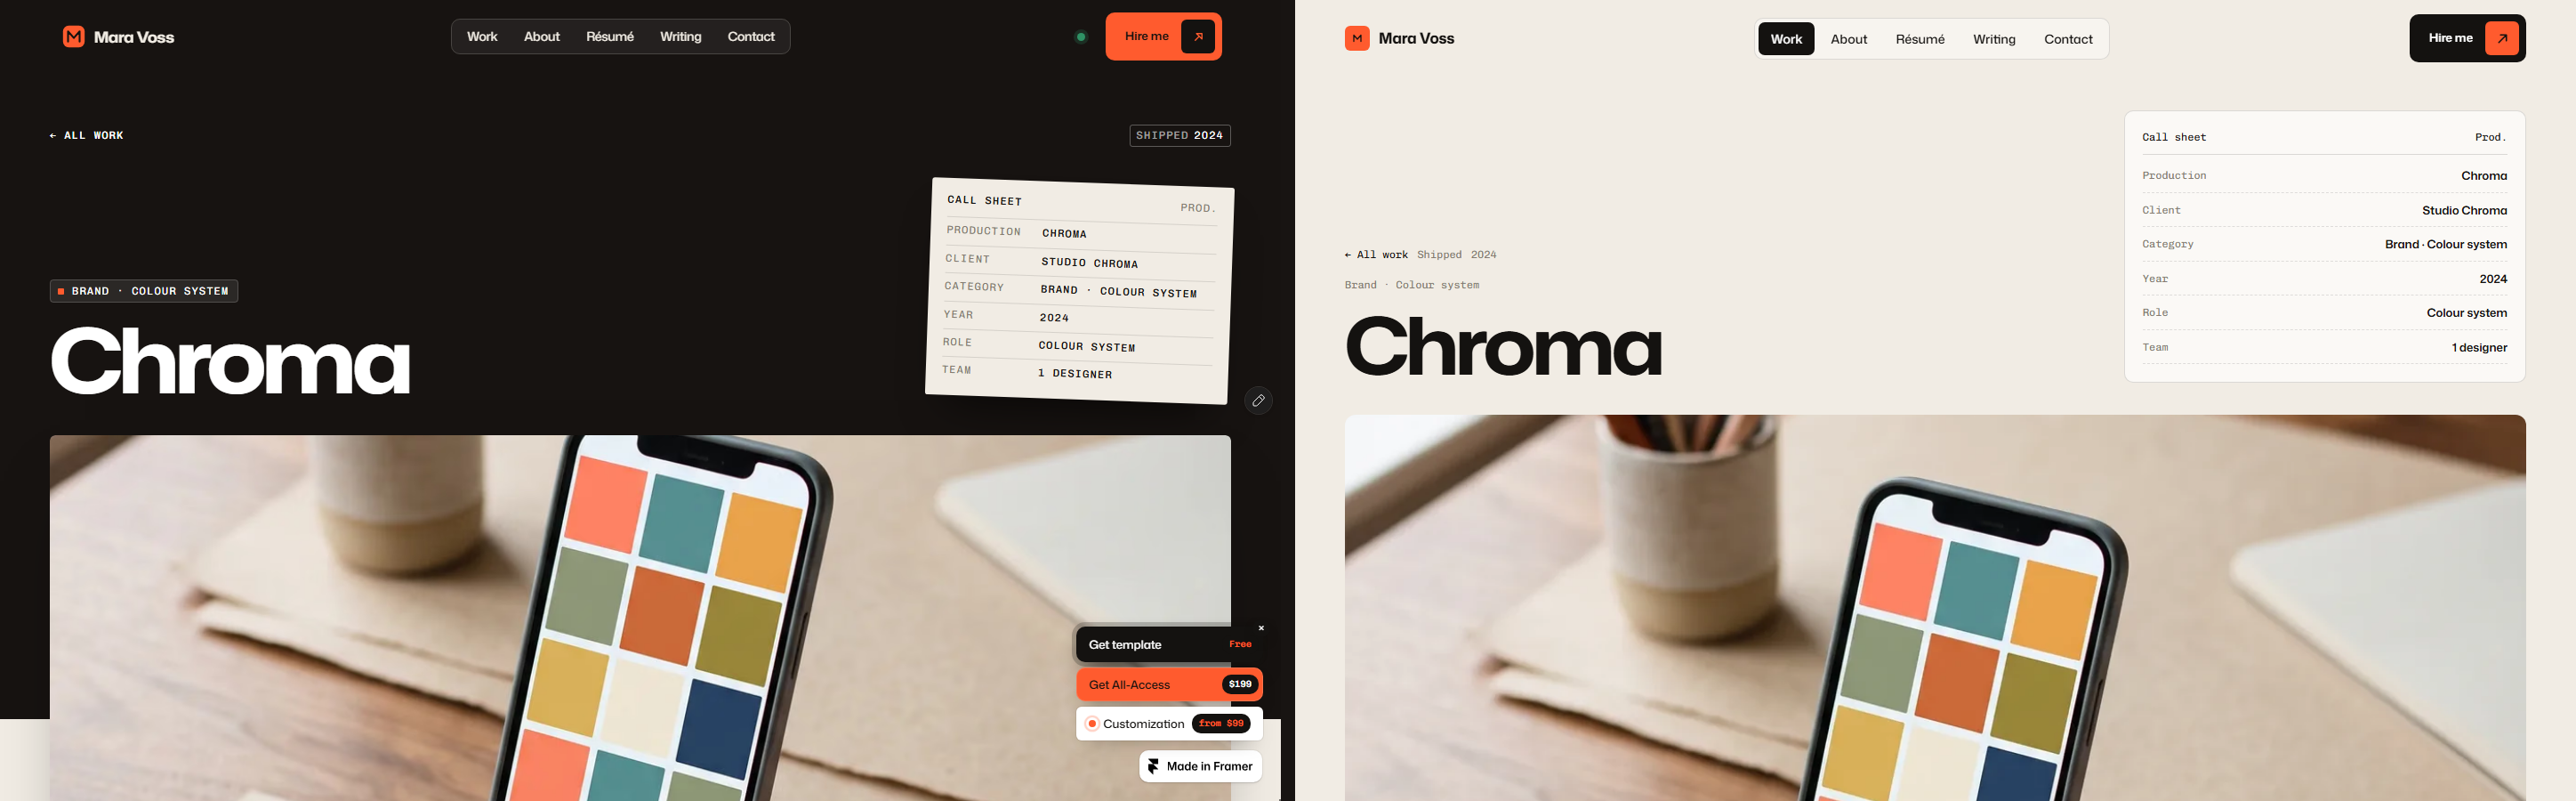 Mara Voss
Work About Résumé Writing Contact
Hire me
← ALL WORK
SHIPPED 2024
CALL SHEET PROD.
PRODUCTION CHROMA
CLIENT STUDIO CHROMA
CATEGORY BRAND · COLOUR SYSTEM
YEAR 2024
ROLE COLOUR SYSTEM
TEAM 1 DESIGNER
BRAND · COLOUR SYSTEM
Chroma
Get template Free
×
Get All-Access $199
Customization from $99
Made in Framer
M Mara Voss
Work About Résumé Writing Contact
Hire me
Call sheet Prod.
Production Chroma
Client Studio Chroma
Category Brand · Colour system
Year 2024
Role Colour system
Team 1 designer
← All work Shipped 2024
Brand · Colour system
Chroma